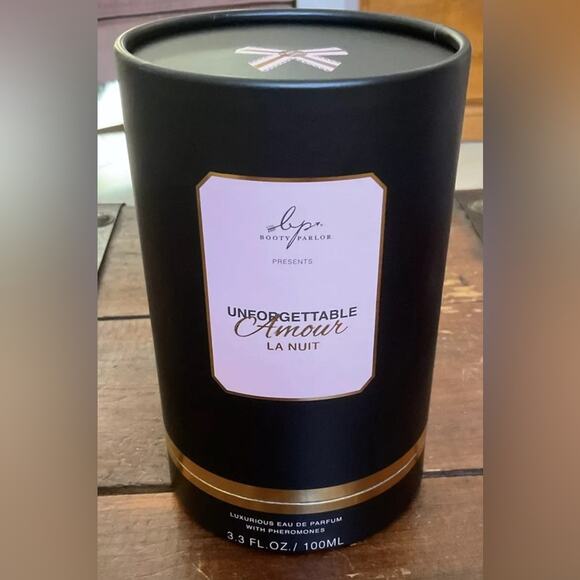 bp
BOOTY PARLOR
PRESENTS
UNFORGETTABLE
Amour
LA NUIT
LUXURIOUS EAU DE PARFUM
WITH PHEROMONES
3.3 FL.OZ./ 100ML